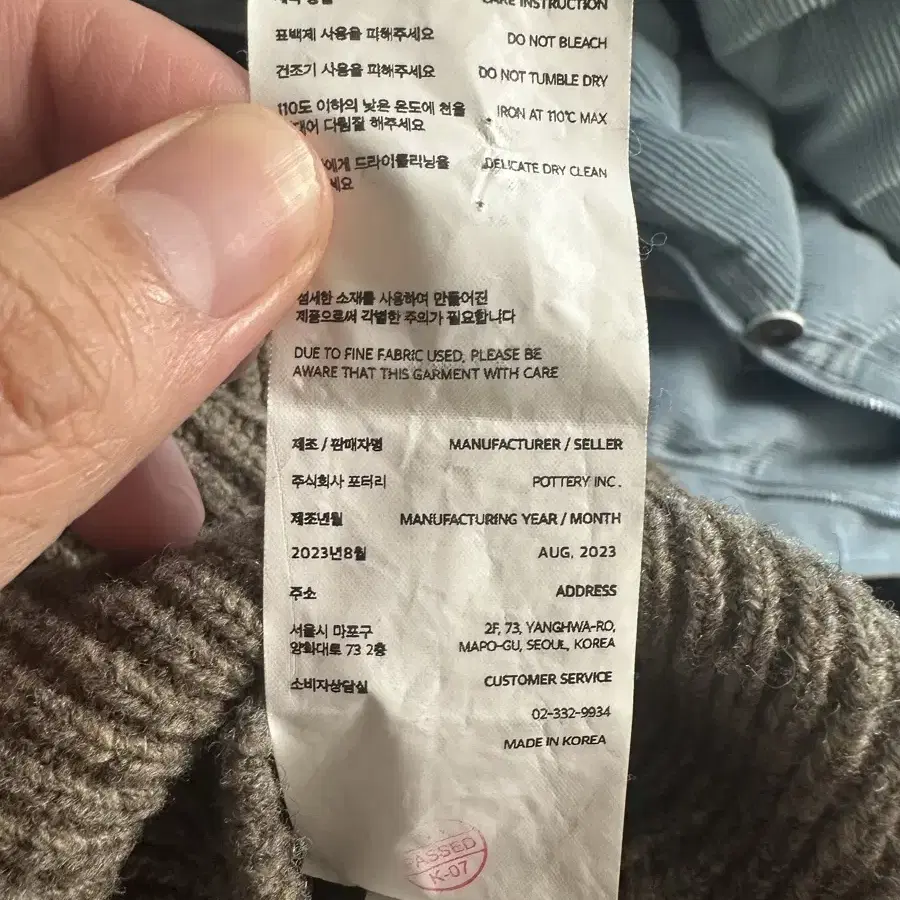 CARE INSTRUCTION
표백제 사용을 피해주세요 DO NOT BLEACH
건조기 사용을 피해주세요 DO NOT TUMBLE DRY
110도 이하의 낮은 온도에 천을 IRON AT 110℃ MAX
다림질 해주세요
드라이클리닝을 DELICATE DRY CLEAN
섬세한 소재를 사용하여 만들어진
제품으로써 각별한 주의가 필요합니다
DUE TO FINE FABRIC USED, PLEASE BE
AWARE THAT THIS GARMENT WITH CARE
제조 / 판매자명 MANUFACTURER / SELLER
주식회사 포터리 POTTERY INC.
제조년월 MANUFACTURING YEAR / MONTH
2023년8월 AUG, 2023
주소 ADDRESS
서울시 마포구 2F, 73, YANGHWA-RO,
양화대로 73 2층 MAPO-GU, SEOUL, KOREA
소비자상담실 CUSTOMER SERVICE
02-332-9934
MADE IN KOREA
PASSED
K-07